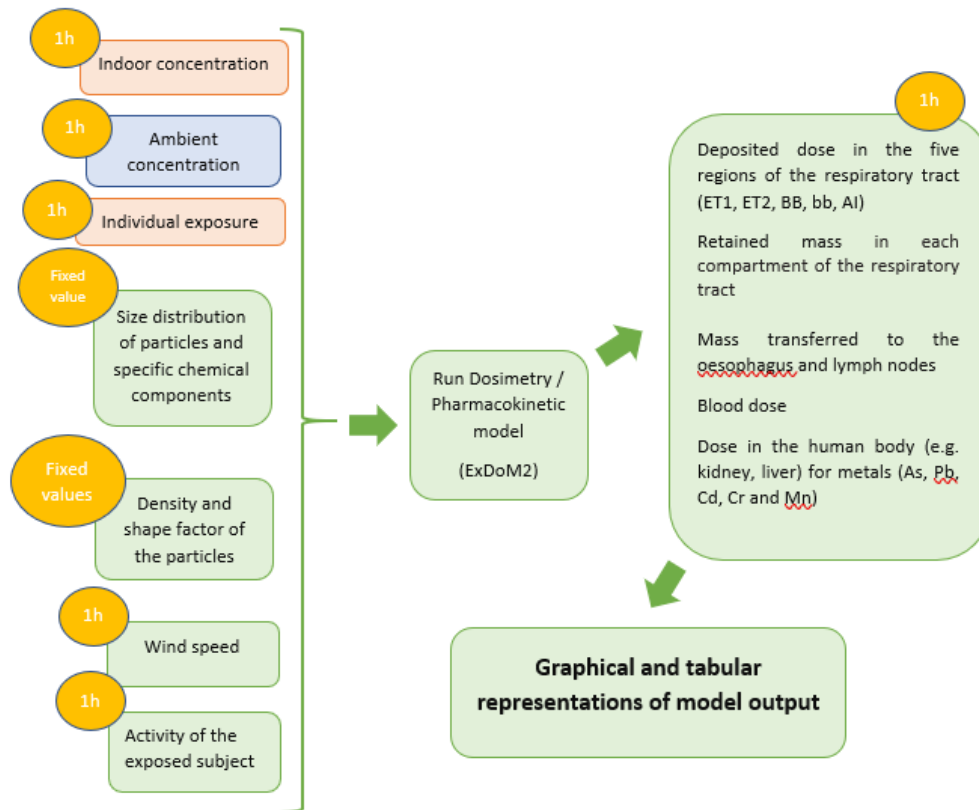 1h
Indoor concentration
1h
Ambient
concentration
1h
Individual exposure
Fixed
value
Size distribution
of particles and
specific chemical
components
Fixed
values
Density and
shape factor of
the particles
1h
Wind speed
1h
Activity of the
exposed subject
Run Dosimetry /
Pharmacokinetic
model
(ExDoM2)
1h
Deposited dose in the five
regions of the respiratory tract
(ET1, ET2, BB, bb, AI)
Retained mass in each
compartment of the respiratory
tract
Mass transferred to the
oesophagus and lymph nodes
Blood dose
Dose in the human body (e.g.
kidney, liver) for metals (As, Pb,
Cd, Cr and Mn)
Graphical and tabular
representations of model output